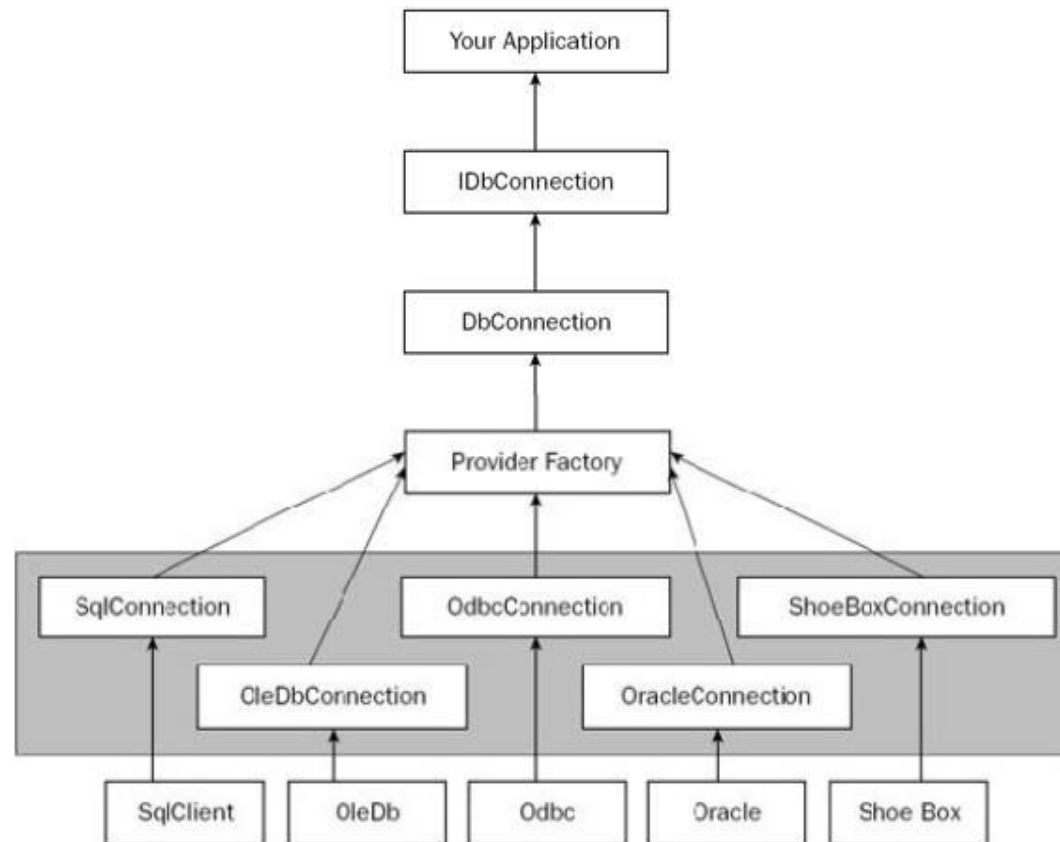 Your Application
IDbConnection
DbConnection
Provider Factory
SqlConnection
OdbcConnection
ShoeBoxConnection
OleDbConnection
OracleConnection
SqlClient
OleDb
Odbc
Oracle
Shoe Box